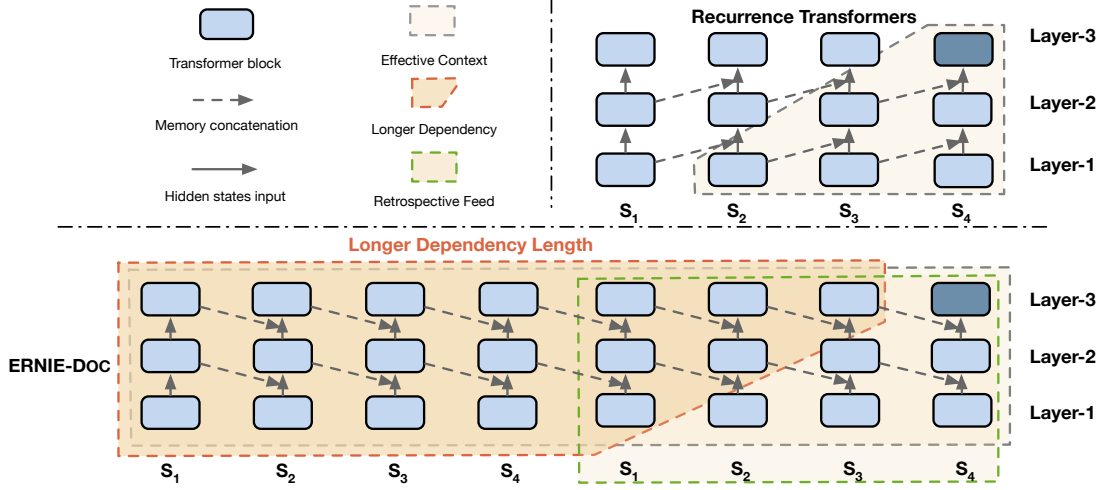 Transformer block
Memory concatenation
Hidden states input
Effective Context
Longer Dependency
Retrospective Feed
Recurrence Transformers
Layer-3
Layer-2
Layer-1
S1 S2 S3 S4
Longer Dependency Length
ERNIE-DOC
Layer-3
Layer-2
Layer-1
S1 S2 S3 S4 S1 S2 S3 S4